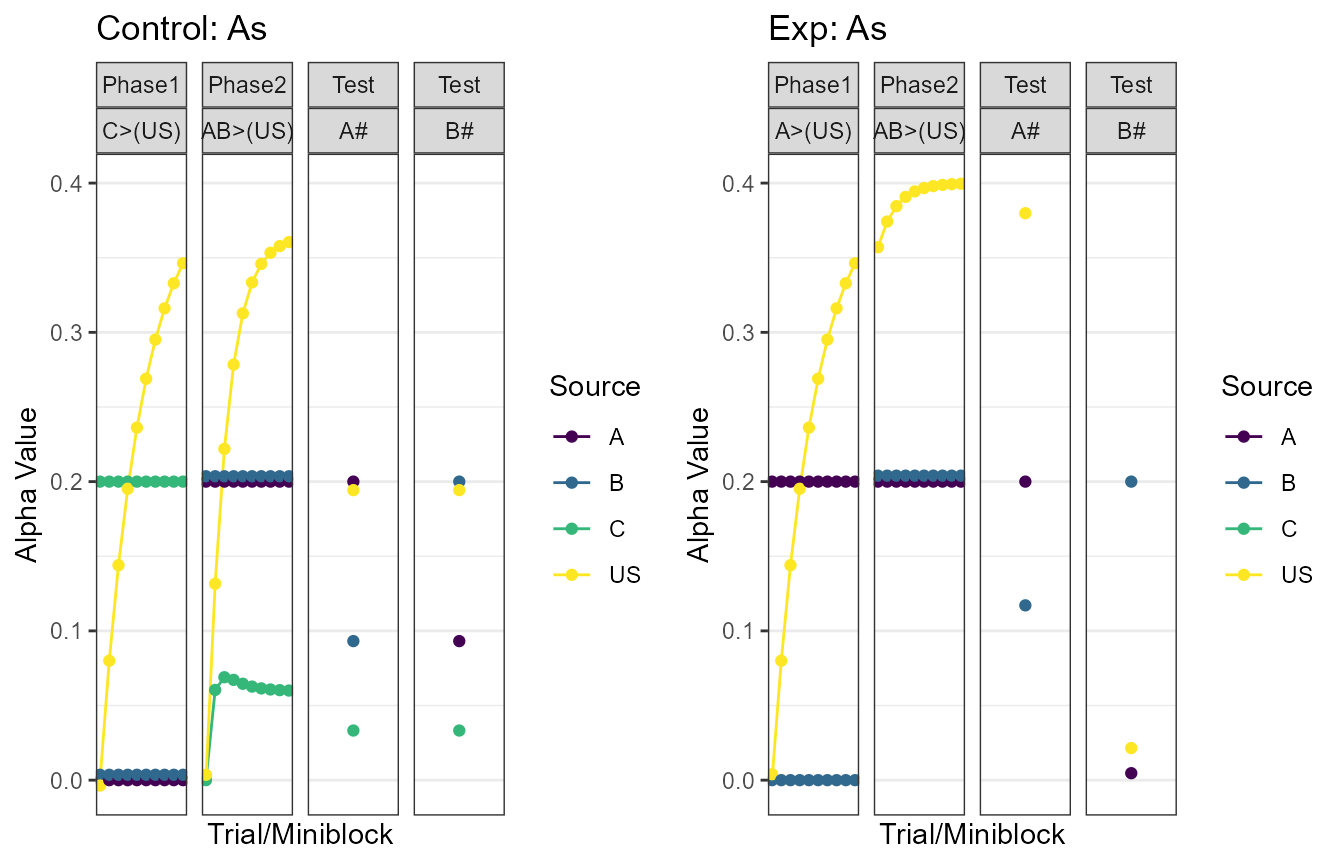 Control: As
Phase1 Phase2 Test Test
C>(US) AB>(US) A# B#
0.4
0.3
0.2
0.1
0.0
Alpha Value
Trial/Miniblock
Source
A
B
C
US
Exp: As
Phase1 Phase2 Test Test
A>(US) AB>(US) A# B#
0.4
0.3
0.2
0.1
0.0
Alpha Value
Trial/Miniblock
Source
A
B
C
US